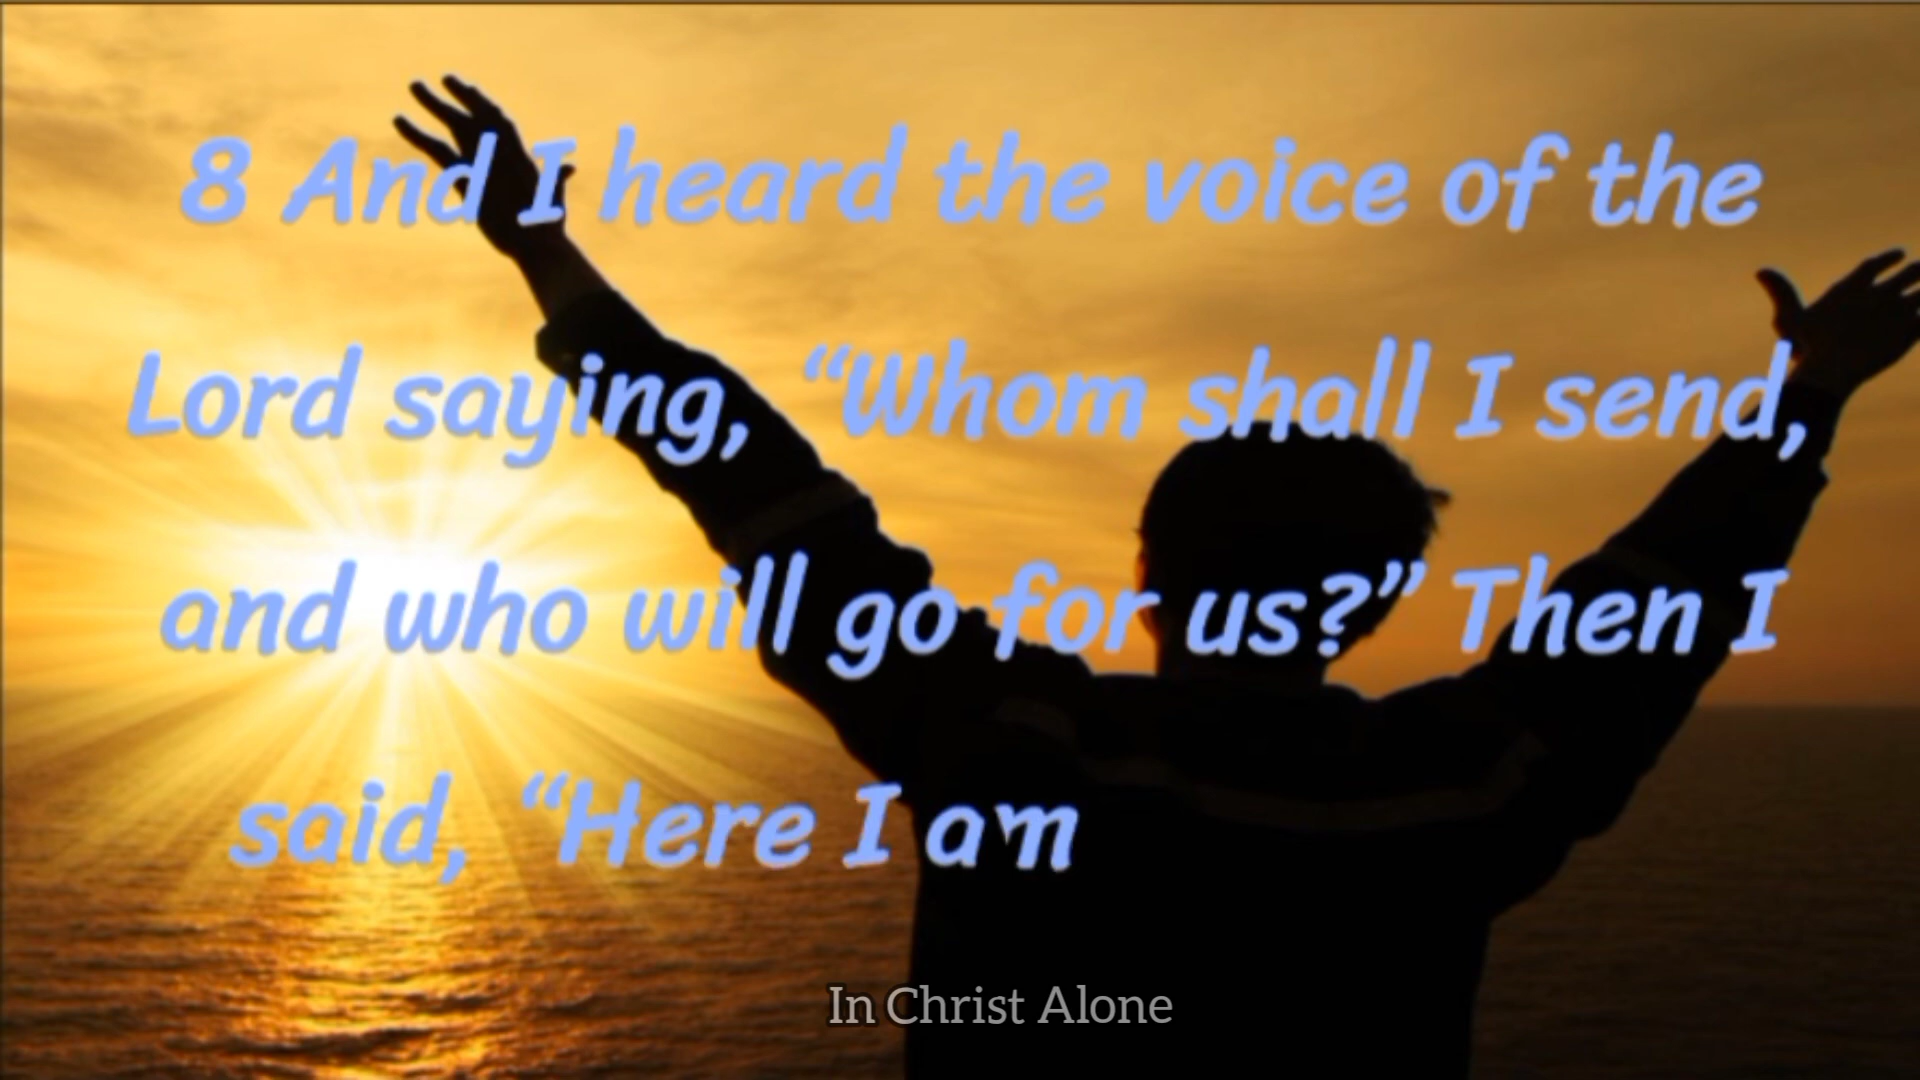 8 And I heard the voice of the
Lord saying, “Whom shall I send,
and who will go for us?” Then I
said, “Here I am
In Christ Alone